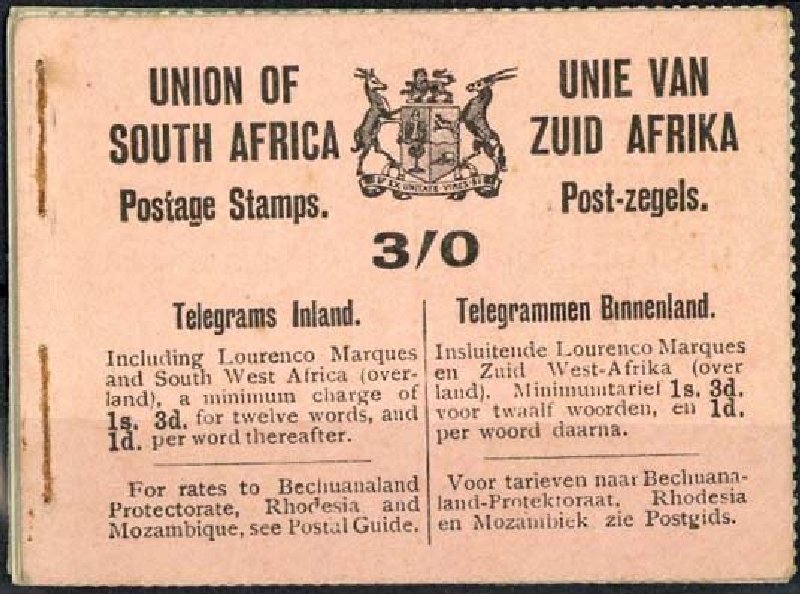 UNION OF
SOUTH AFRICA
Postage Stamps.
UNIE VAN
ZUID AFRIKA
Post-zegels.
EX UNITATE VIRES
3/0
Telegrams Inland.
Including Lourenco Marques
and South West Africa (over-
land), a minimum charge of
1s. 3d. for twelve words, and
1d. per word thereafter.
For rates to Bechuanaland
Protectorate, Rhodesia and
Mozambique, see Postal Guide.
Telegrammen Binnenland.
Insluitende Lourenco Marques
en Zuid West-Afrika (over
land). Minimumtarief 1s. 3d.
voor twaalf woorden, en 1d.
per woord daarna.
Voor tarieven naar Bechuana-
land-Protektoraat, Rhodesia
en Mozambiek zie Postgids.